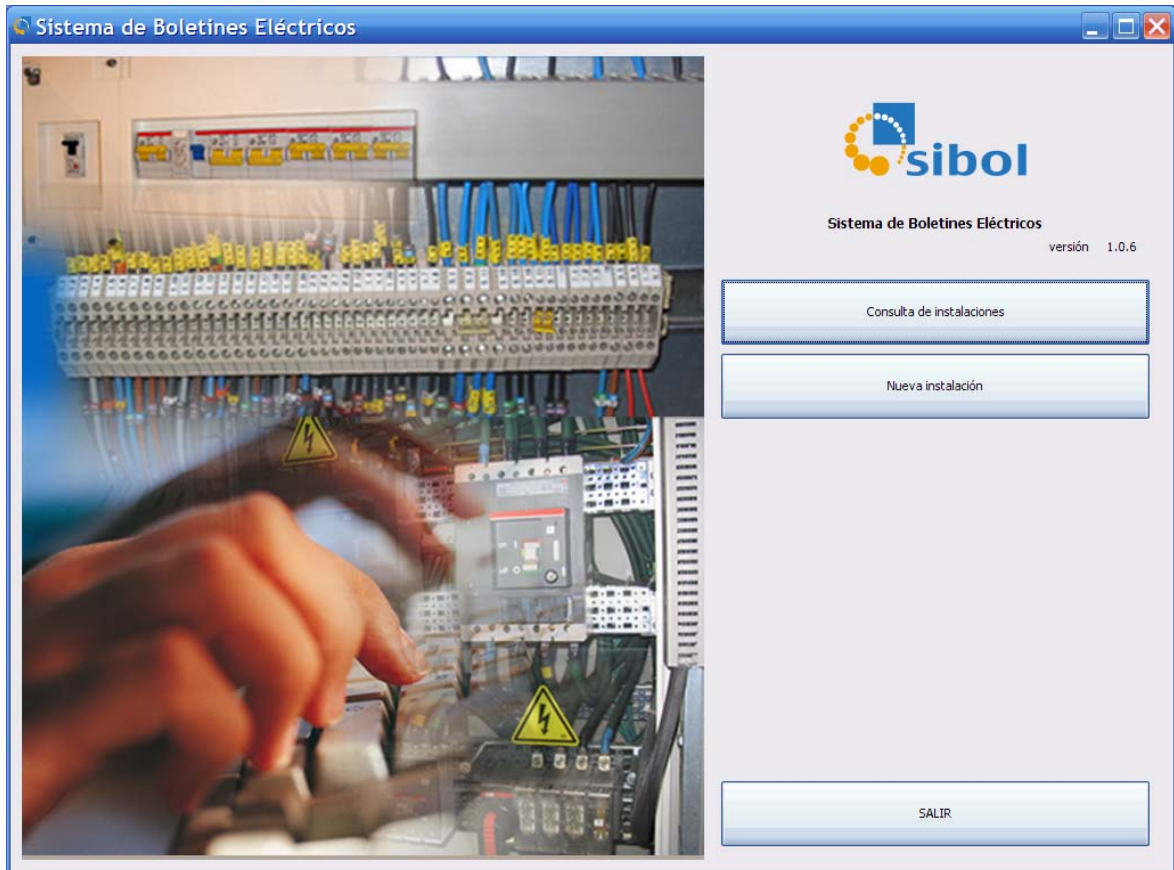 Sistema de Boletines Eléctricos
sibol
Sistema de Boletines Eléctricos
versión 1.0.6
Consulta de instalaciones
Nueva instalación
SALIR